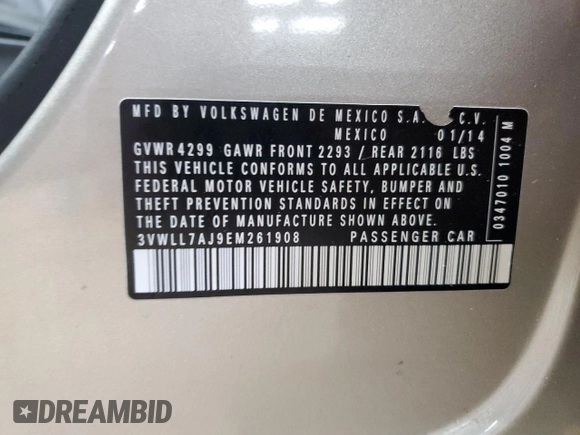 MFD BY VOLKSWAGEN DE MEXICO S.A. C.V.
MEXICO 01/14
GVWR 4299 GAWR FRONT 2293 / REAR 2116 LBS
THIS VEHICLE CONFORMS TO ALL APPLICABLE U.S.
FEDERAL MOTOR VEHICLE SAFETY, BUMPER AND
THEFT PREVENTION STANDARDS IN EFFECT ON
THE DATE OF MANUFACTURE SHOWN ABOVE.
3VWLL7AJ9EM261908 PASSENGER CAR
0347010 1004 M
DREAMBID